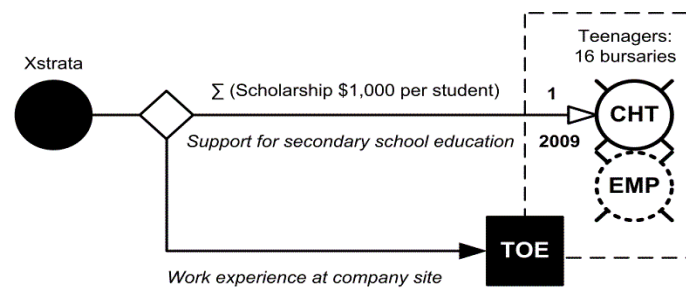 Teenagers:
16 bursaries
Xstrata
∑ (Scholarship $1,000 per student)
1
CHT
Support for secondary school education
2009
EMP
TOE
Work experience at company site